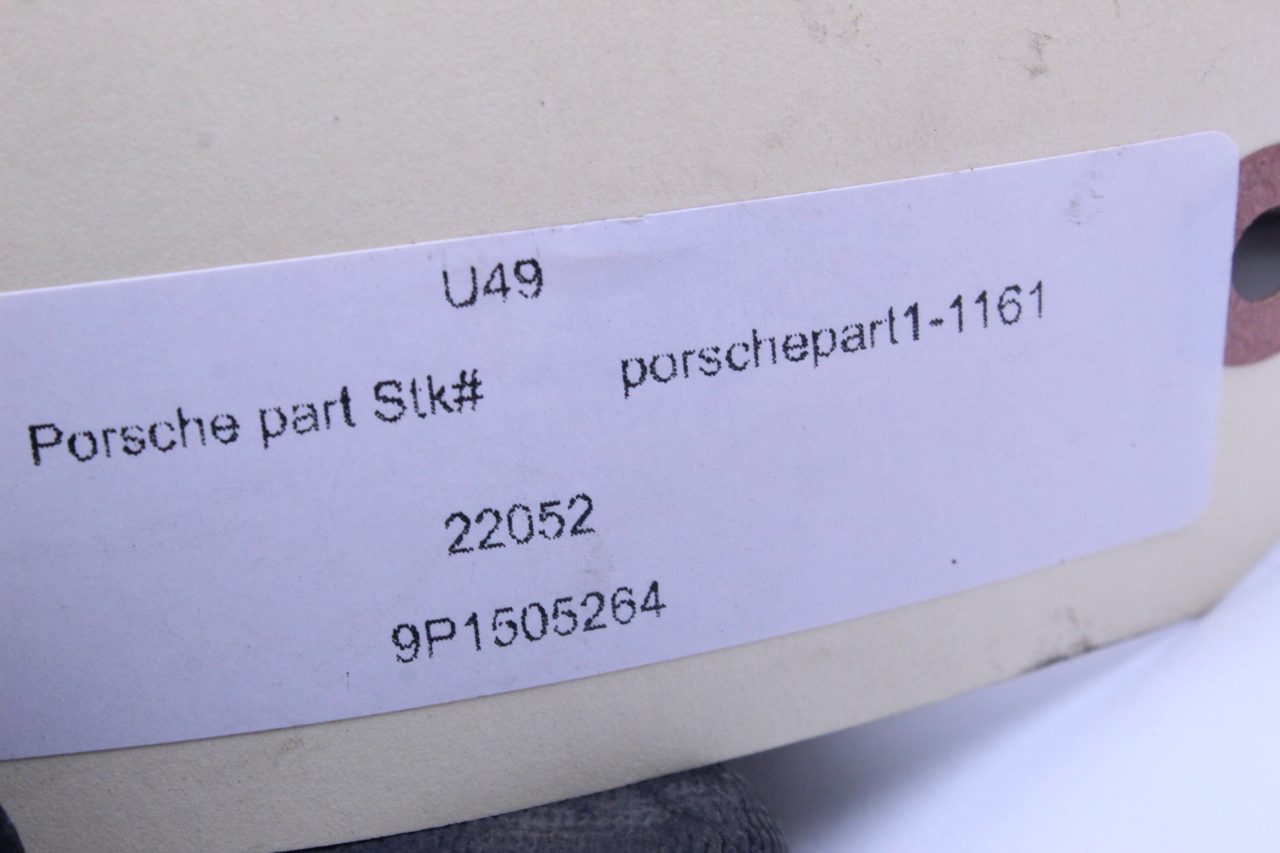 U49
Porsche part Stk# porschepart1-1161
22052
9P1505264